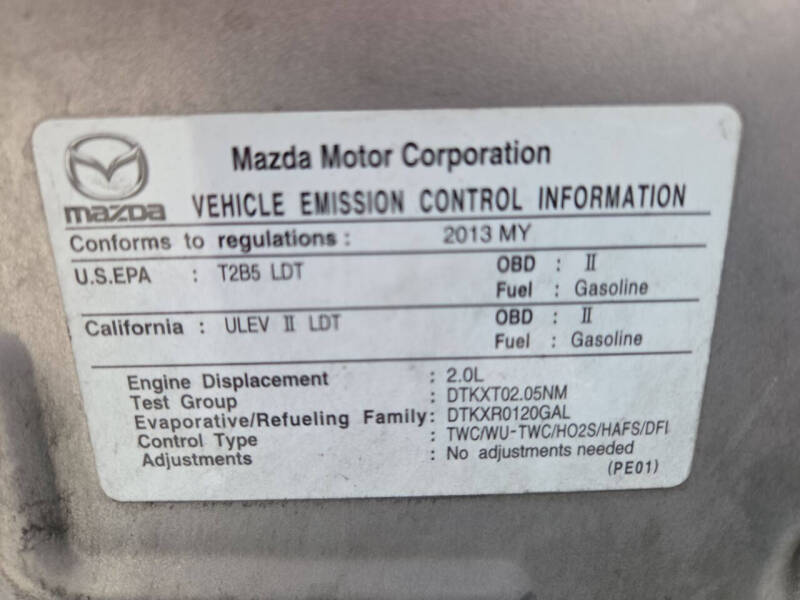 Mazda Motor Corporation
mazda VEHICLE EMISSION CONTROL INFORMATION
Conforms to regulations : 2013 MY
U.S.EPA : T2B5 LDT OBD : II
Fuel : Gasoline
California : ULEV II LDT OBD : II
Fuel : Gasoline
Engine Displacement : 2.0L
Test Group : DTKXT02.05NM
Evaporative/Refueling Family: DTKXR0120GAL
Control Type : TWC/WU-TWC/HO2S/HAFS/DFI
Adjustments : No adjustments needed
(PE01)